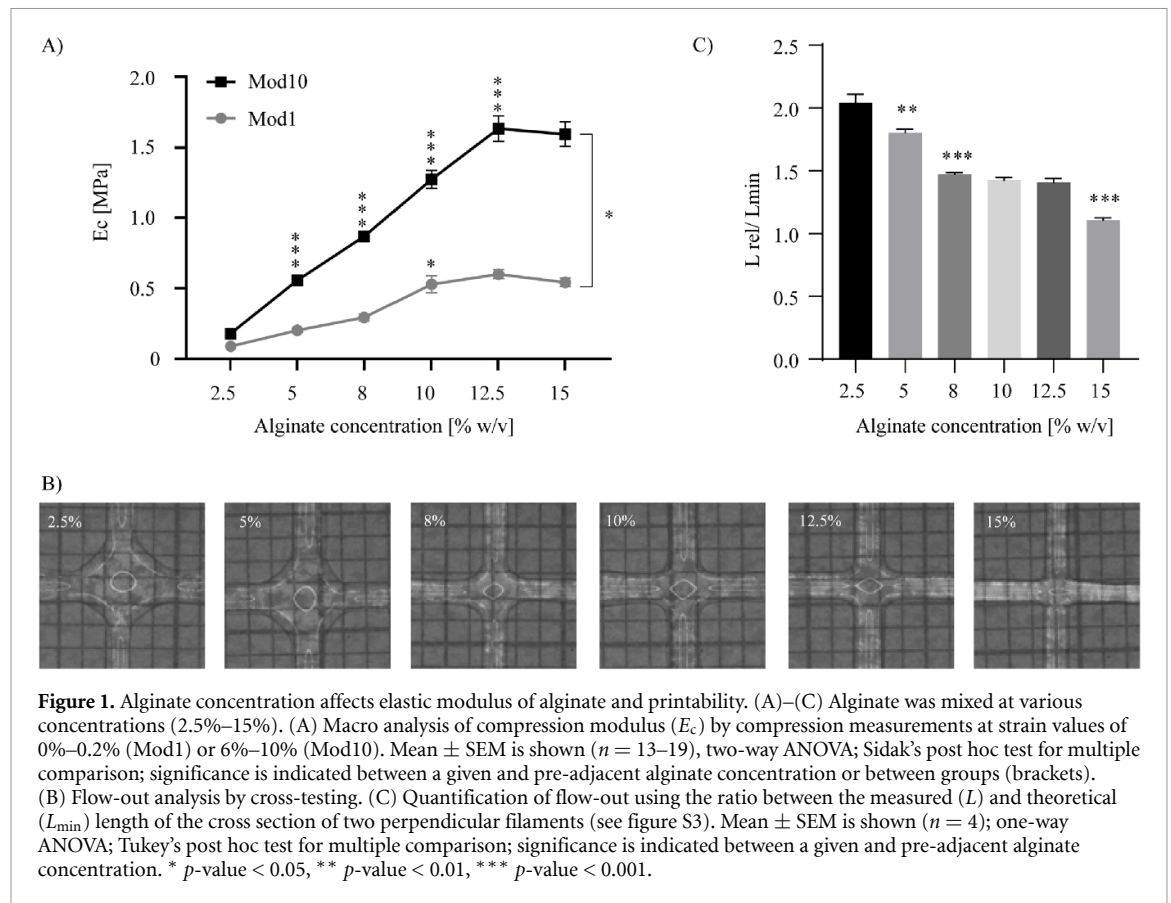 A)
Ec [MPa]
2.0
1.5
1.0
0.5
0
Mod10
Mod1
***
***
***
***
*
*
2.5 5 8 10 12.5 15
Alginate concentration [% w/v]
C)
L rel/ Lmin
2.5
2.0
1.5
1.0
0.5
0.0
**
***
***
2.5 5 8 10 12.5 15
Alginate concentration [% w/v]
B)
2.5% 5% 8% 10% 12.5% 15%
Figure 1. Alginate concentration affects elastic modulus of alginate and printability. (A)–(C) Alginate was mixed at various
concentrations (2.5%–15%). (A) Macro analysis of compression modulus (Ec) by compression measurements at strain values of
0%–0.2% (Mod1) or 6%–10% (Mod10). Mean ± SEM is shown (n = 13–19), two-way ANOVA; Sidak's post hoc test for multiple
comparison; significance is indicated between a given and pre-adjacent alginate concentration or between groups (brackets).
(B) Flow-out analysis by cross-testing. (C) Quantification of flow-out using the ratio between the measured (L) and theoretical
(Lmin) length of the cross section of two perpendicular filaments (see figure S3). Mean ± SEM is shown (n = 4); one-way
ANOVA; Tukey's post hoc test for multiple comparison; significance is indicated between a given and pre-adjacent alginate
concentration. * p-value < 0.05, ** p-value < 0.01, *** p-value < 0.001.